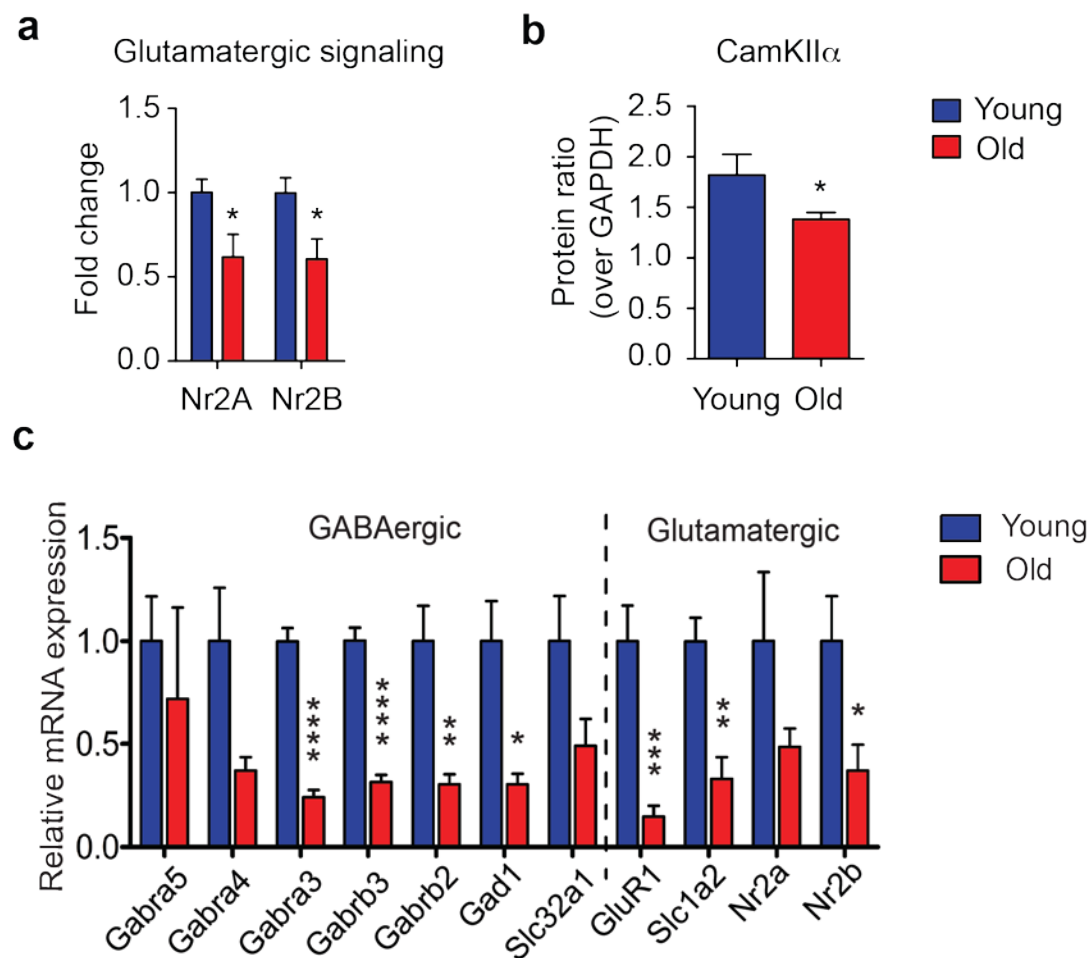 a
Glutamatergic signaling
Fold change
1.5
1.0
0.5
0.0
* *
Nr2A Nr2B
b
CamKIIα
Protein ratio
(over GAPDH)
2.5
2.0
1.5
1.0
0.5
0.0
*
Young Old
Young
Old
c
Relative mRNA expression
GABAergic
Glutamatergic
1.5
1.0
0.5
0.0
**** **** ** * *** ** *
Gabra5 Gabra4 Gabra3 Gabrb3 Gabrb2 Gad1 Slc32a1 GluR1 Slc1a2 Nr2a Nr2b
Young
Old